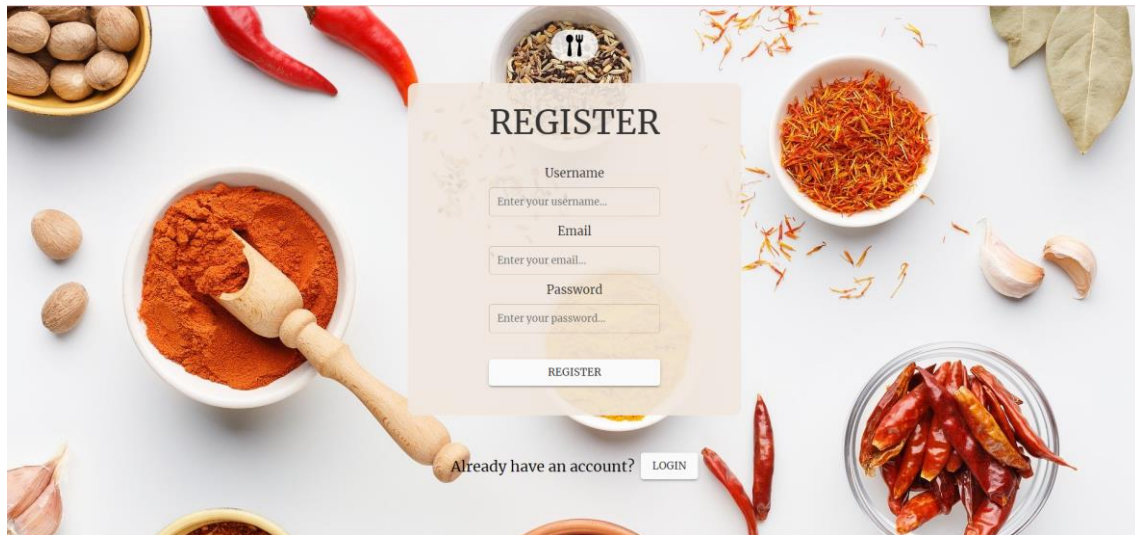 REGISTER
Username
Enter your username...
Email
Enter your email...
Password
Enter your password...
REGISTER
Already have an account? LOGIN